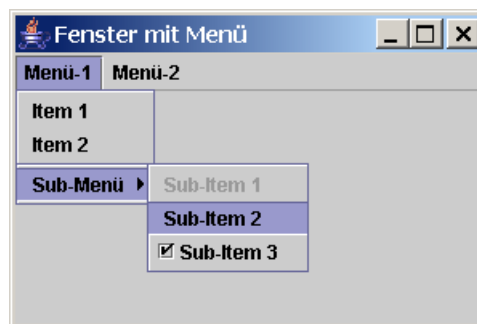 Fenster mit Menü
Menü-1 Menü-2
Item 1
Item 2
Sub-Menü Sub-Item 1
Sub-Item 2
Sub-Item 3